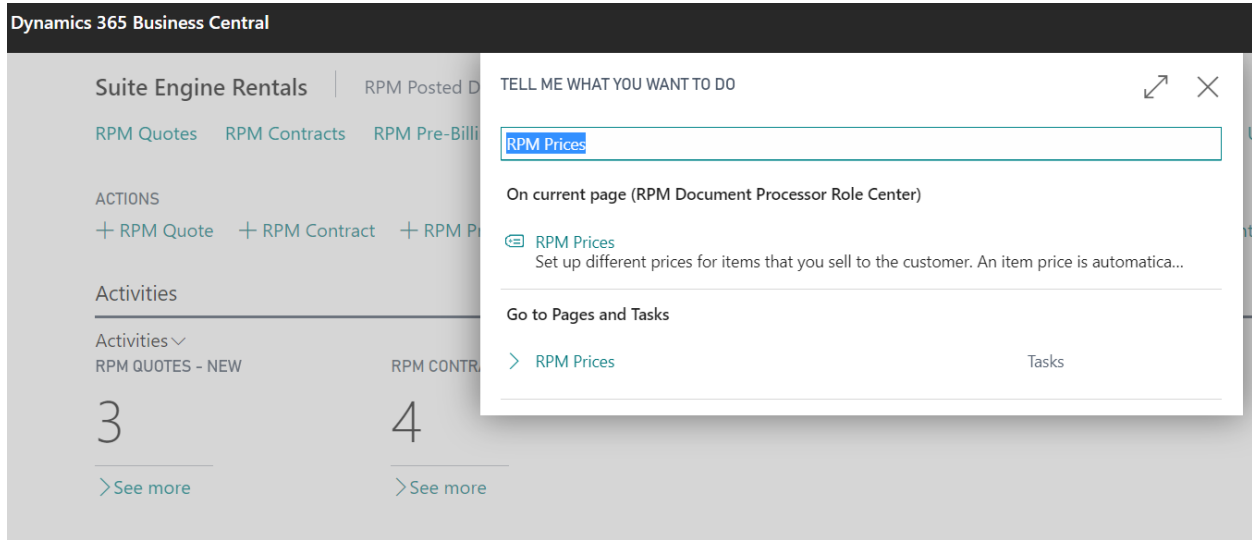 Dynamics 365 Business Central
Suite Engine Rentals RPM Posted D
RPM Quotes RPM Contracts RPM Pre-Billi
ACTIONS
+ RPM Quote + RPM Contract + RPM Pr
Activities
Activities
RPM QUOTES - NEW RPM CONTRA
3 4
See more See more
TELL ME WHAT YOU WANT TO DO
RPM Prices
On current page (RPM Document Processor Role Center)
RPM Prices
Set up different prices for items that you sell to the customer. An item price is automatica...
Go to Pages and Tasks
RPM Prices Tasks